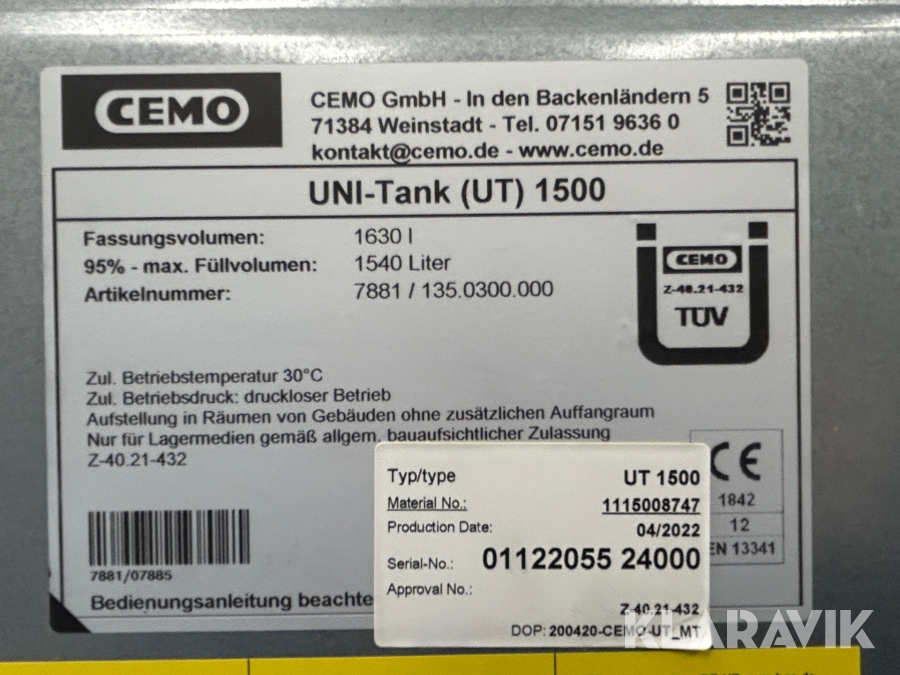 CEMO
CEMO GmbH - In den Backenländern 5
71384 Weinstadt - Tel. 07151 9636 0
kontakt@cemo.de - www.cemo.de
UNI-Tank (UT) 1500
Fassungsvolumen: 1630 l
95% - max. Füllvolumen: 1540 Liter
Artikelnummer: 7881 / 135.0300.000
CEMO
Z-40.21-432
TÜV
Zul. Betriebstemperatur 30°C
Zul. Betriebsdruck: druckloser Betrieb
Aufstellung in Räumen von Gebäuden ohne zusätzlichen Auffangraum
Nur für Lagermedien gemäß allgem. bauaufsichtlicher Zulassung
Z-40.21-432
CE
1842
12
EN 13341
7881/07885
Bedienungsanleitung beachte
Typ/type UT 1500
Material No.: 1115008747
Production Date: 04/2022
Serial-No.: 01122055 24000
Approval No.:
Z-40.21-432
DOP: 200420-CEMO-UT_MT
KLARAVIK